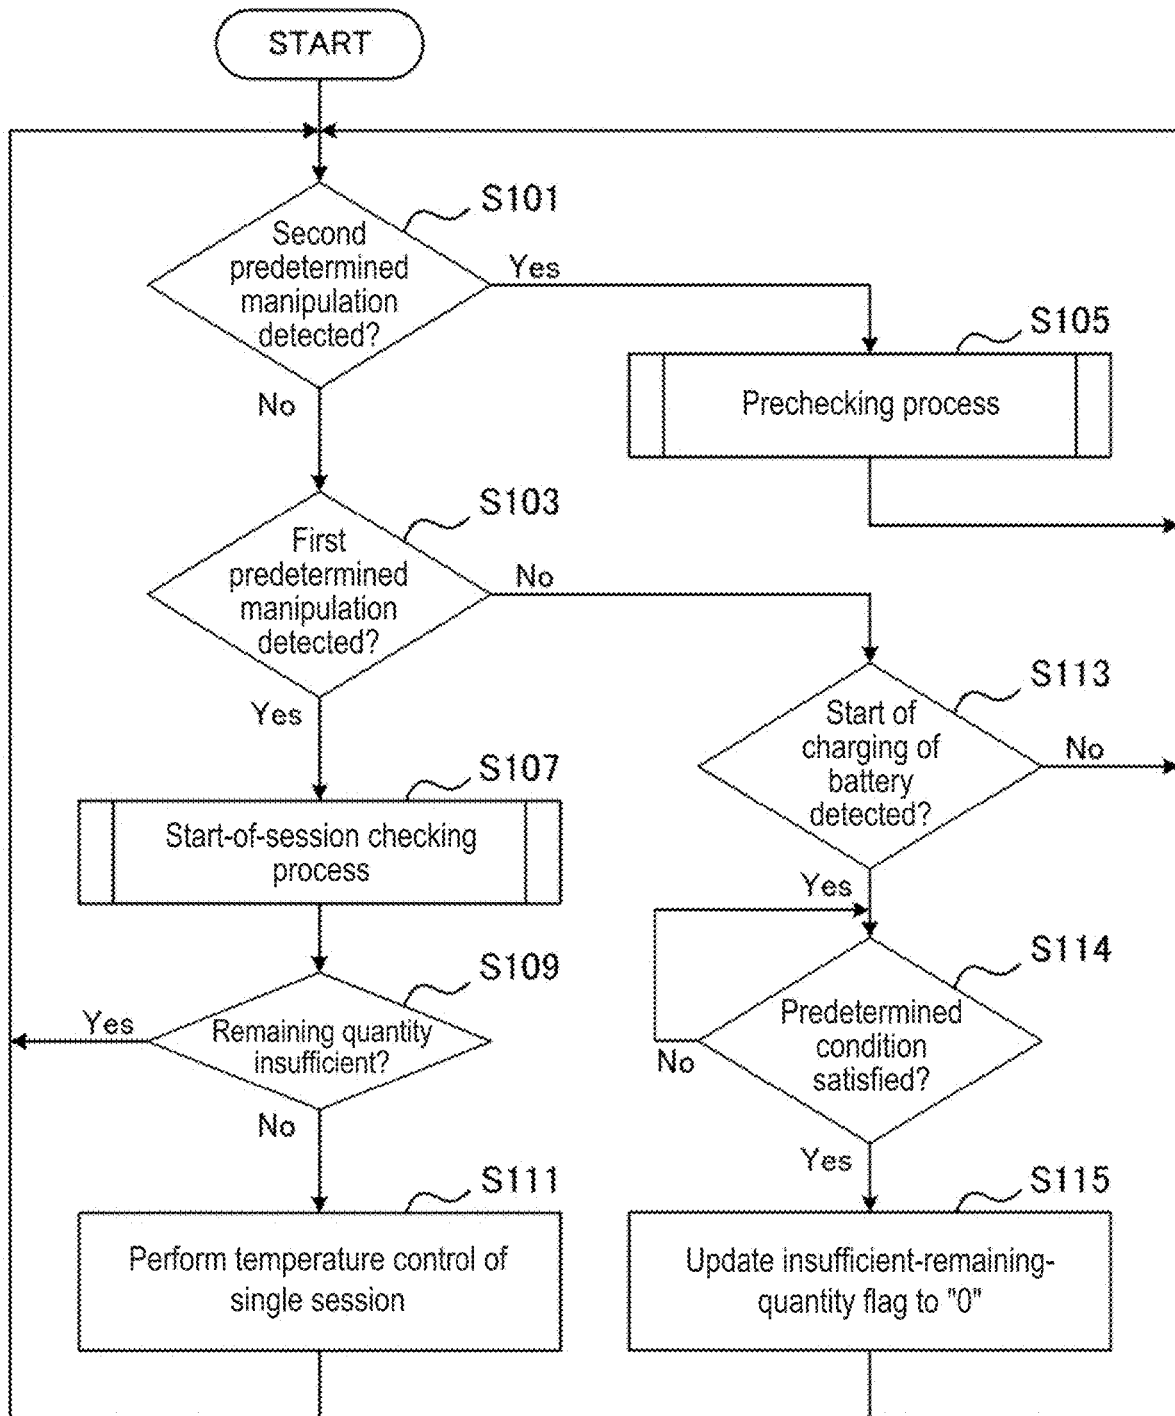 START
S101
Second
predetermined
manipulation
detected?
Yes
No
S105
Prechecking process
S103
First
predetermined
manipulation
detected?
No
Yes
S113
Start of
charging of
battery
detected?
No
Yes
S107
Start-of-session checking
process
S109
Remaining quantity
insufficient?
Yes
No
S114
Predetermined
condition
satisfied?
No
Yes
S111
Perform temperature control of
single session
S115
Update insufficient-remaining-
quantity flag to "0"